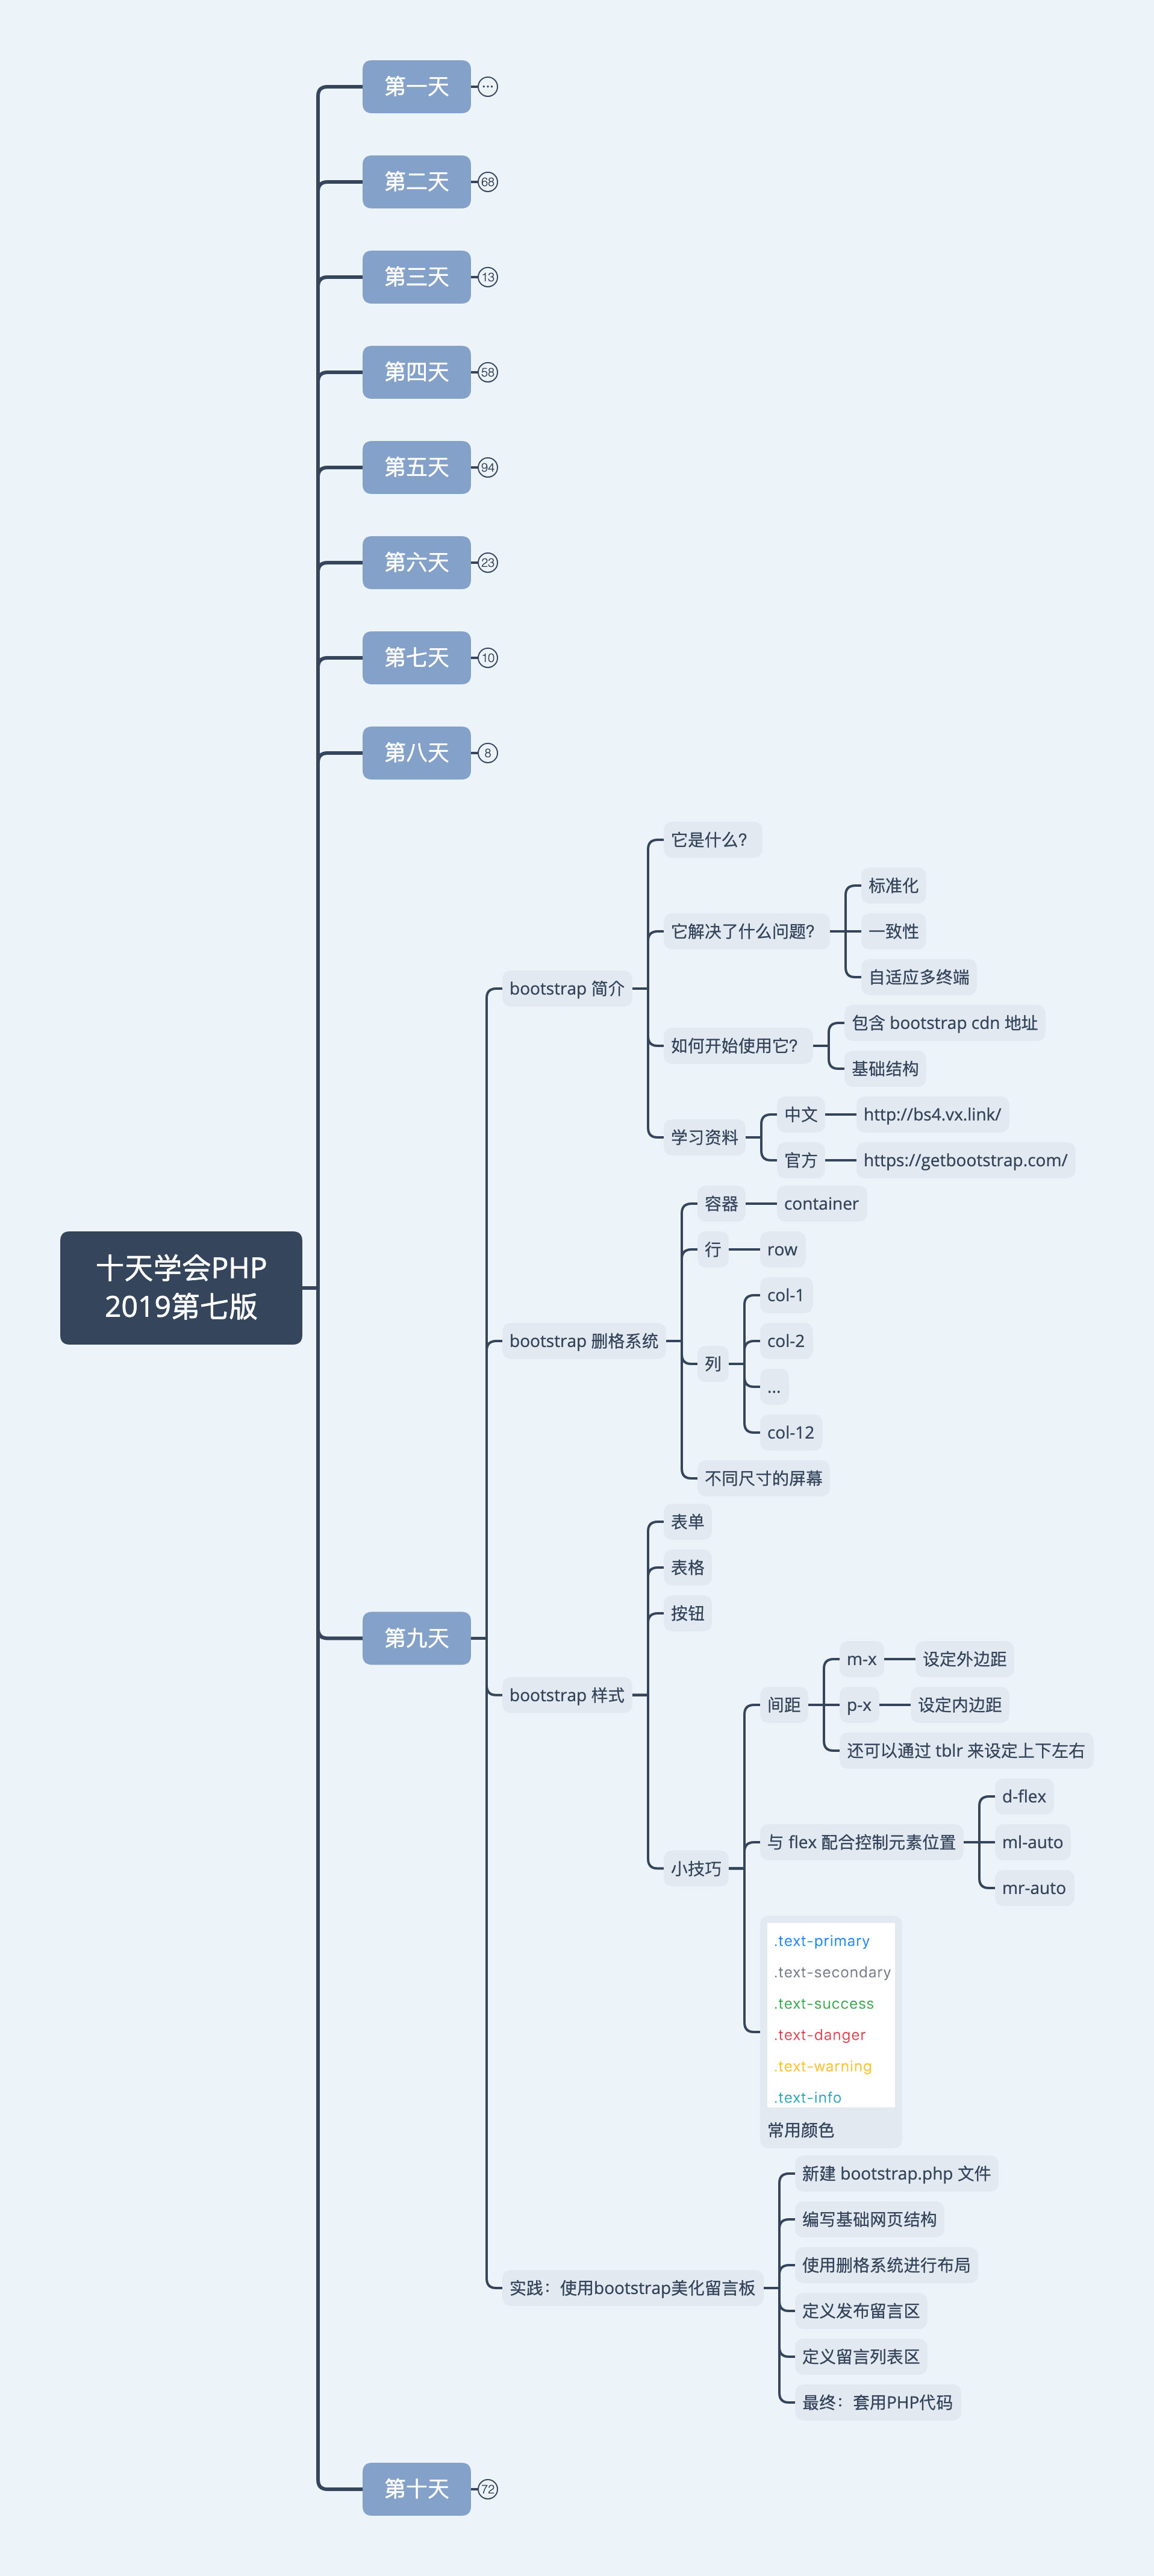 第一天
...
第二天
68
第三天
13
第四天
58
第五天
94
第六天
23
第七天
10
第八天
8
十天学会PHP
2019第七版
第九天
bootstrap 简介
它是什么？
它解决了什么问题？
标准化
一致性
自适应多终端
如何开始使用它？
包含 bootstrap cdn 地址
基础结构
学习资料
中文
http://bs4.vx.link/
官方
https://getbootstrap.com/
bootstrap 删格系统
容器
container
行
row
列
col-1
col-2
...
col-12
不同尺寸的屏幕
bootstrap 样式
表单
表格
按钮
小技巧
间距
m-x
设定外边距
p-x
设定内边距
还可以通过 tblr 来设定上下左右
与 flex 配合控制元素位置
d-flex
ml-auto
mr-auto
.text-primary
.text-secondary
.text-success
.text-danger
.text-warning
.text-info
常用颜色
实践：使用bootstrap美化留言板
新建 bootstrap.php 文件
编写基础网页结构
使用删格系统进行布局
定义发布留言区
定义留言列表区
最终：套用PHP代码
第十天
72